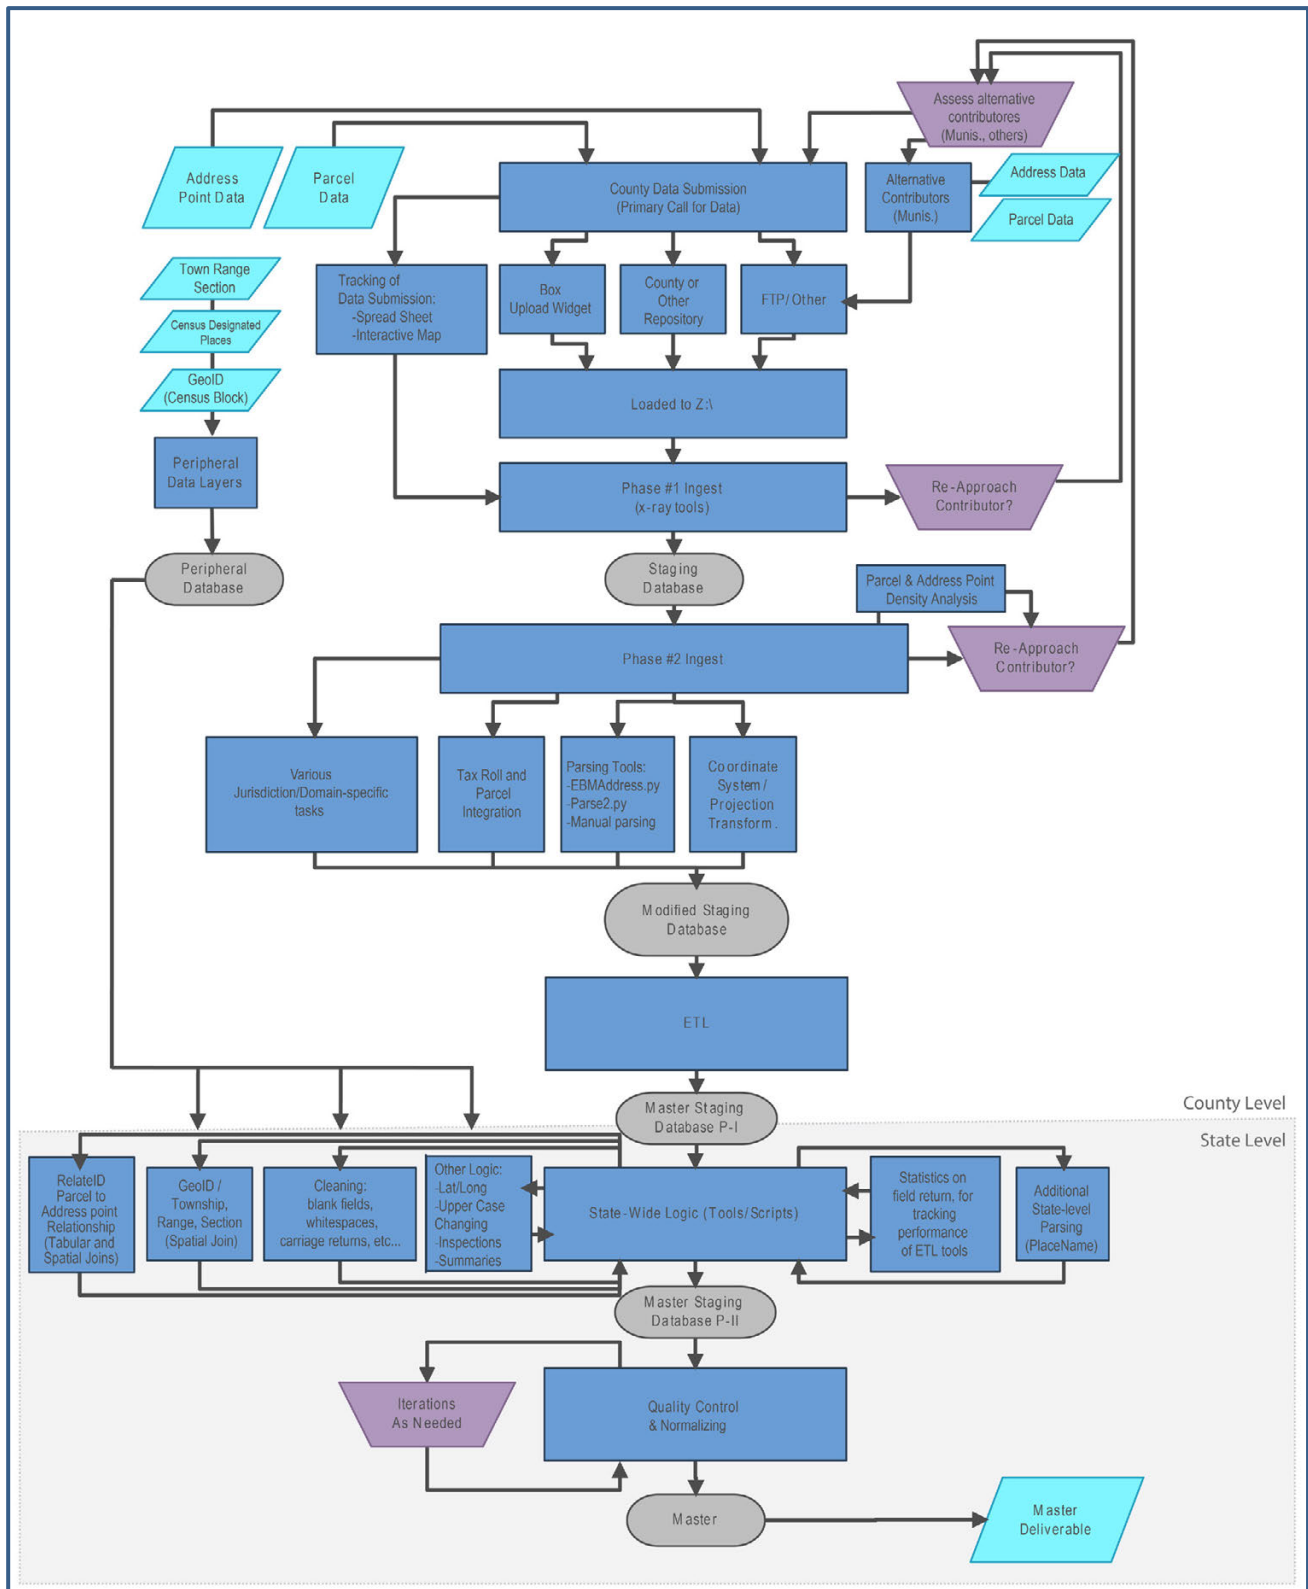 Assess alternative
contributores
(Munis., others)
Address
Point Data
Parcel
Data
County Data Submission
(Primary Call for Data)
Alternative
Contributors
(Munis.)
Address Data
Parcel Data
Town Range
Section
Census Designated
Places
GeoID
(Census Block)
Tracking of
Data Submission:
-Spread Sheet
-Interactive Map
Box
Upload Widget
County or
Other
Repository
FTP/ Other
Loaded to Z:\
Peripheral
Data Layers
Phase #1 Ingest
(x-ray tools)
Re-Approach
Contributor?
Peripheral
Database
Staging
Database
Parcel & Address Point
Density Analysis
Phase #2 Ingest
Re-Approach
Contributor?
Various
Jurisdiction/Domain-specific
tasks
Tax Roll and
Parcel
Integration
Parsing Tools:
-EBMAddress.py
-Parse2.py
-Manual parsing
Coordinate
System /
Projection
Transform.
Modified Staging
Database
ETL
Master Staging
Database P-I
County Level
State Level
RelateID
Parcel to
Address point
Relationship
(Tabular and
Spatial Joins)
GeoID /
Township,
Range, Section
(Spatial Join)
Cleaning:
blank fields,
whitespaces,
carriage returns, etc...
Other Logic:
-Lat/Long
-Upper Case
Changing
-Inspections
-Summaries
State-Wide Logic (Tools/Scripts)
Statistics on
field return, for
tracking
performance
of ETL tools
Additional
State-level
Parsing
(PlaceName)
Master Staging
Database P-II
Iterations
As Needed
Quality Control
& Normalizing
Master
Master
Deliverable